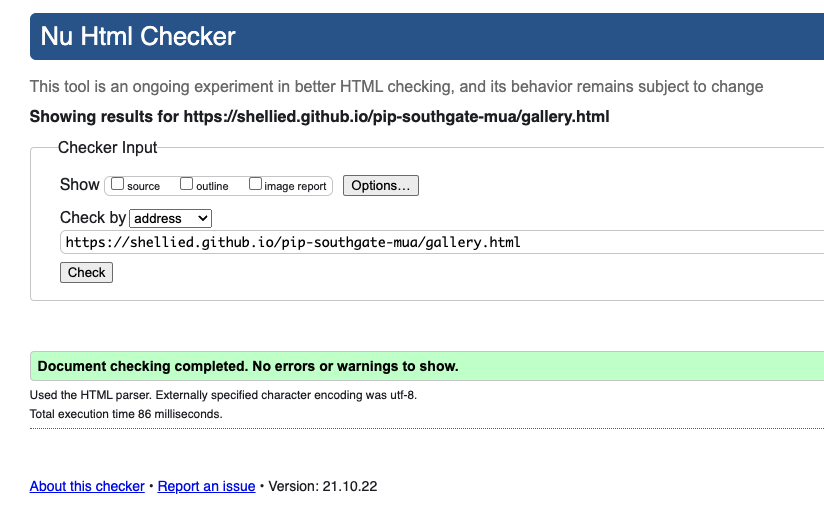 Nu Html Checker
This tool is an ongoing experiment in better HTML checking, and its behavior remains subject to change
Showing results for https://shellied.github.io/pip-southgate-mua/gallery.html
Checker Input
Show source outline image report Options...
Check by address
https://shellied.github.io/pip-southgate-mua/gallery.html
Check
Document checking completed. No errors or warnings to show.
Used the HTML parser. Externally specified character encoding was utf-8.
Total execution time 86 milliseconds.
About this checker • Report an issue • Version: 21.10.22